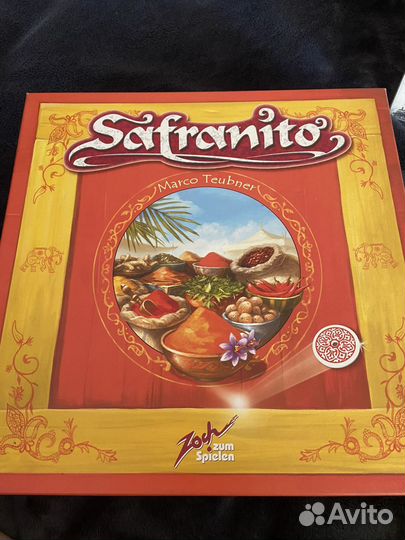 Safranito
Marco Teubner
Zoch
zum
Spielen
Avito